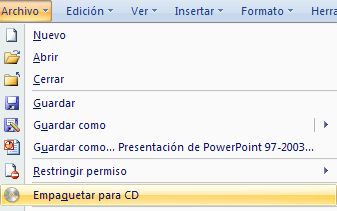 Archivo Edición Ver Insertar Formato Herra
Nuevo
Abrir
Cerrar
Guardar
Guardar como
Guardar como... Presentación de PowerPoint 97-2003...
Restringir permiso
Empaquetar para CD